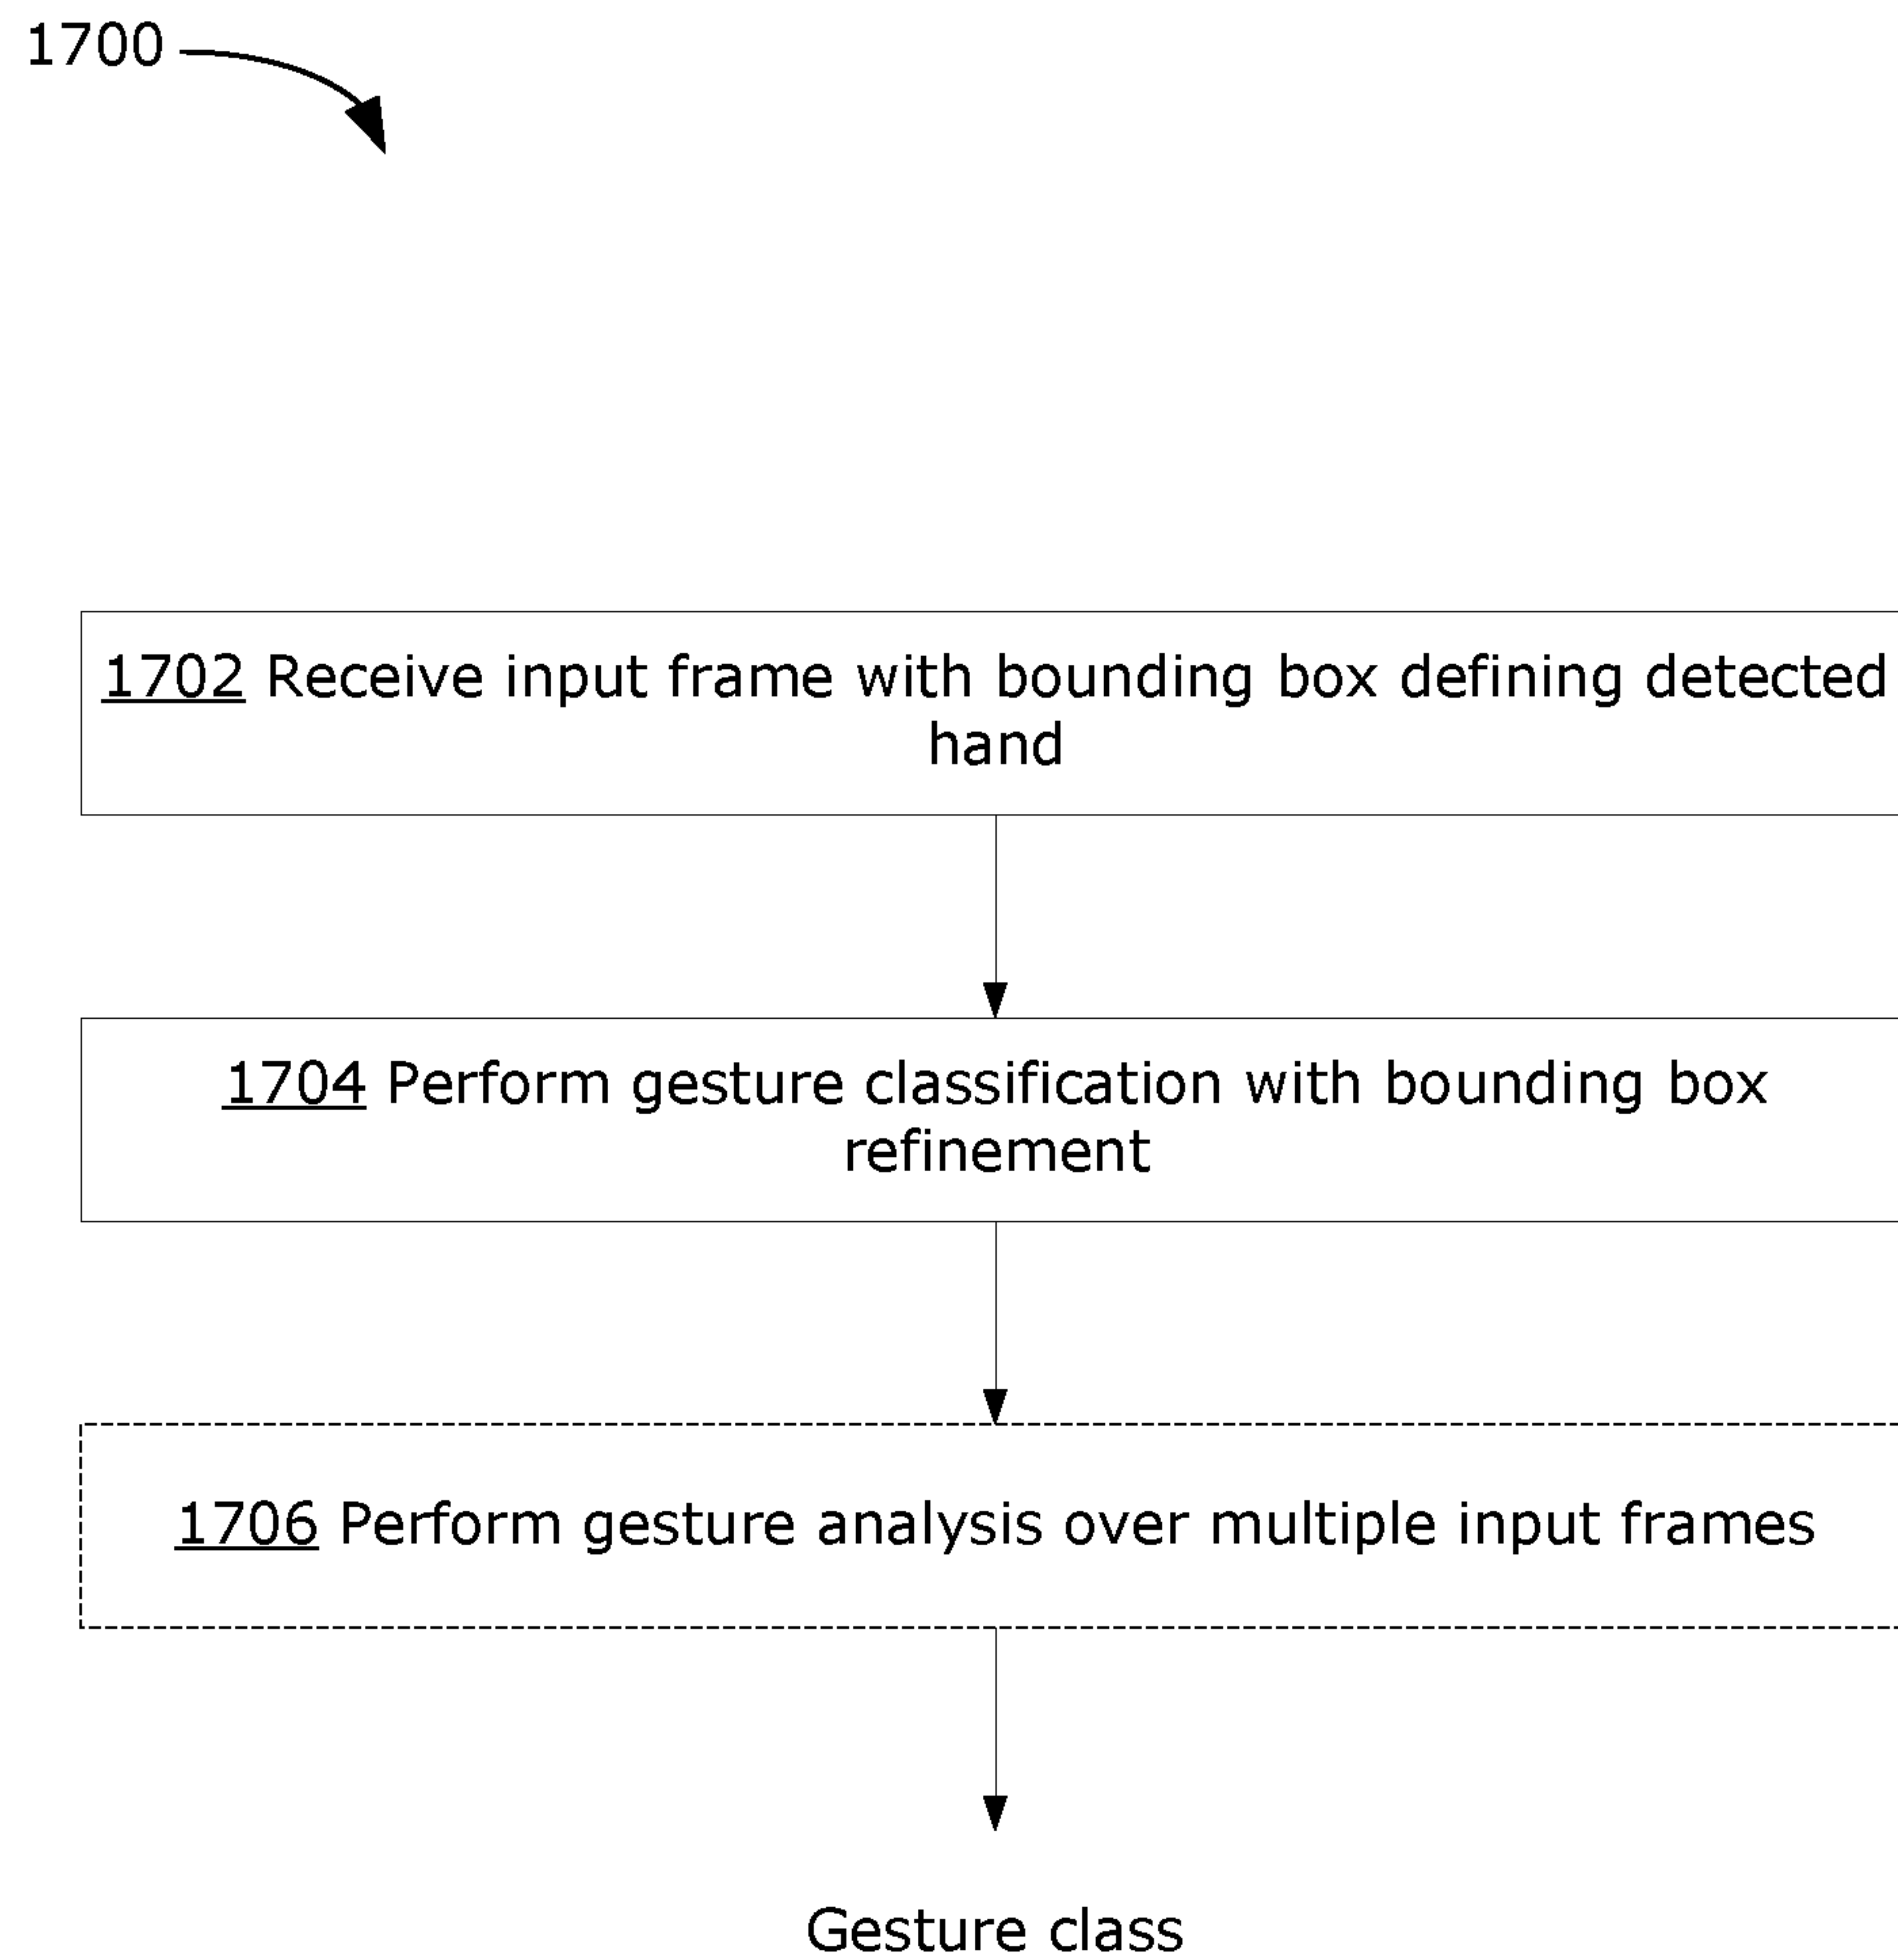 1700
1702 Receive input frame with bounding box defining detected
hand
1704 Perform gesture classification with bounding box
refinement
1706 Perform gesture analysis over multiple input frames
Gesture class